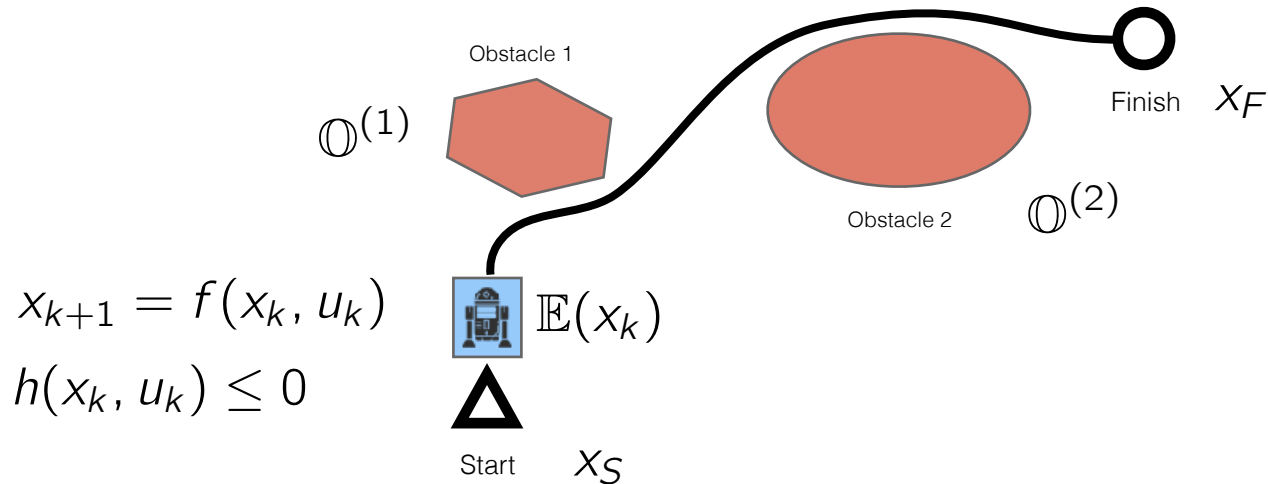 Obstacle 1
𝕆^(1)
Finish
x_F
Obstacle 2
𝕆^(2)
x_{k+1} = f(x_k, u_k)
𝔼(x_k)
h(x_k, u_k) ≤ 0
Start
x_S